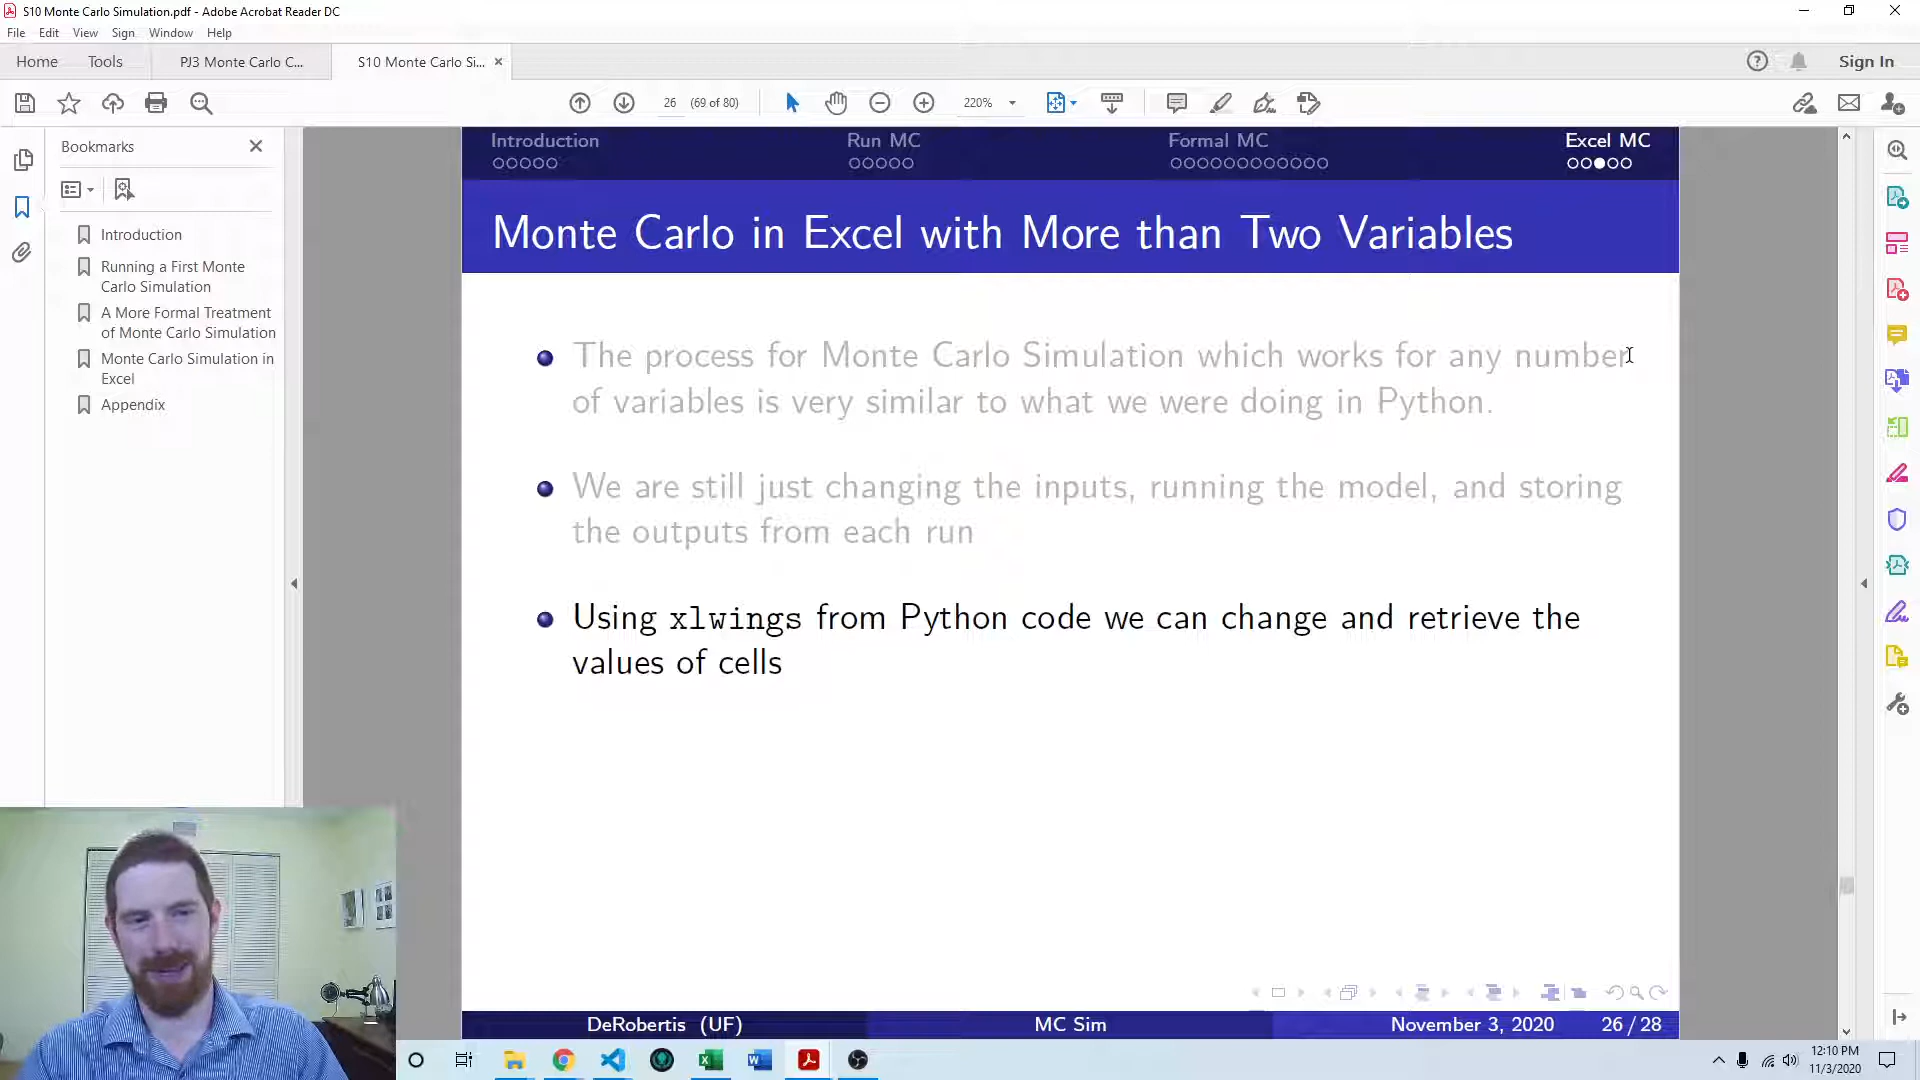 S10 Monte Carlo Simulation.pdf - Adobe Acrobat Reader DC
File Edit View Sign Window Help
Home Tools PJ3 Monte Carlo C... S10 Monte Carlo Si... Sign In
26 (69 of 80) 220%
Bookmarks
Introduction
Running a First Monte
Carlo Simulation
A More Formal Treatment
of Monte Carlo Simulation
Monte Carlo Simulation in
Excel
Appendix
Introduction Run MC Formal MC Excel MC
Monte Carlo in Excel with More than Two Variables
The process for Monte Carlo Simulation which works for any number
of variables is very similar to what we were doing in Python.
We are still just changing the inputs, running the model, and storing
the outputs from each run
Using xlwings from Python code we can change and retrieve the
values of cells
DeRobertis (UF) MC Sim November 3, 2020 26 / 28
12:10 PM
11/3/2020